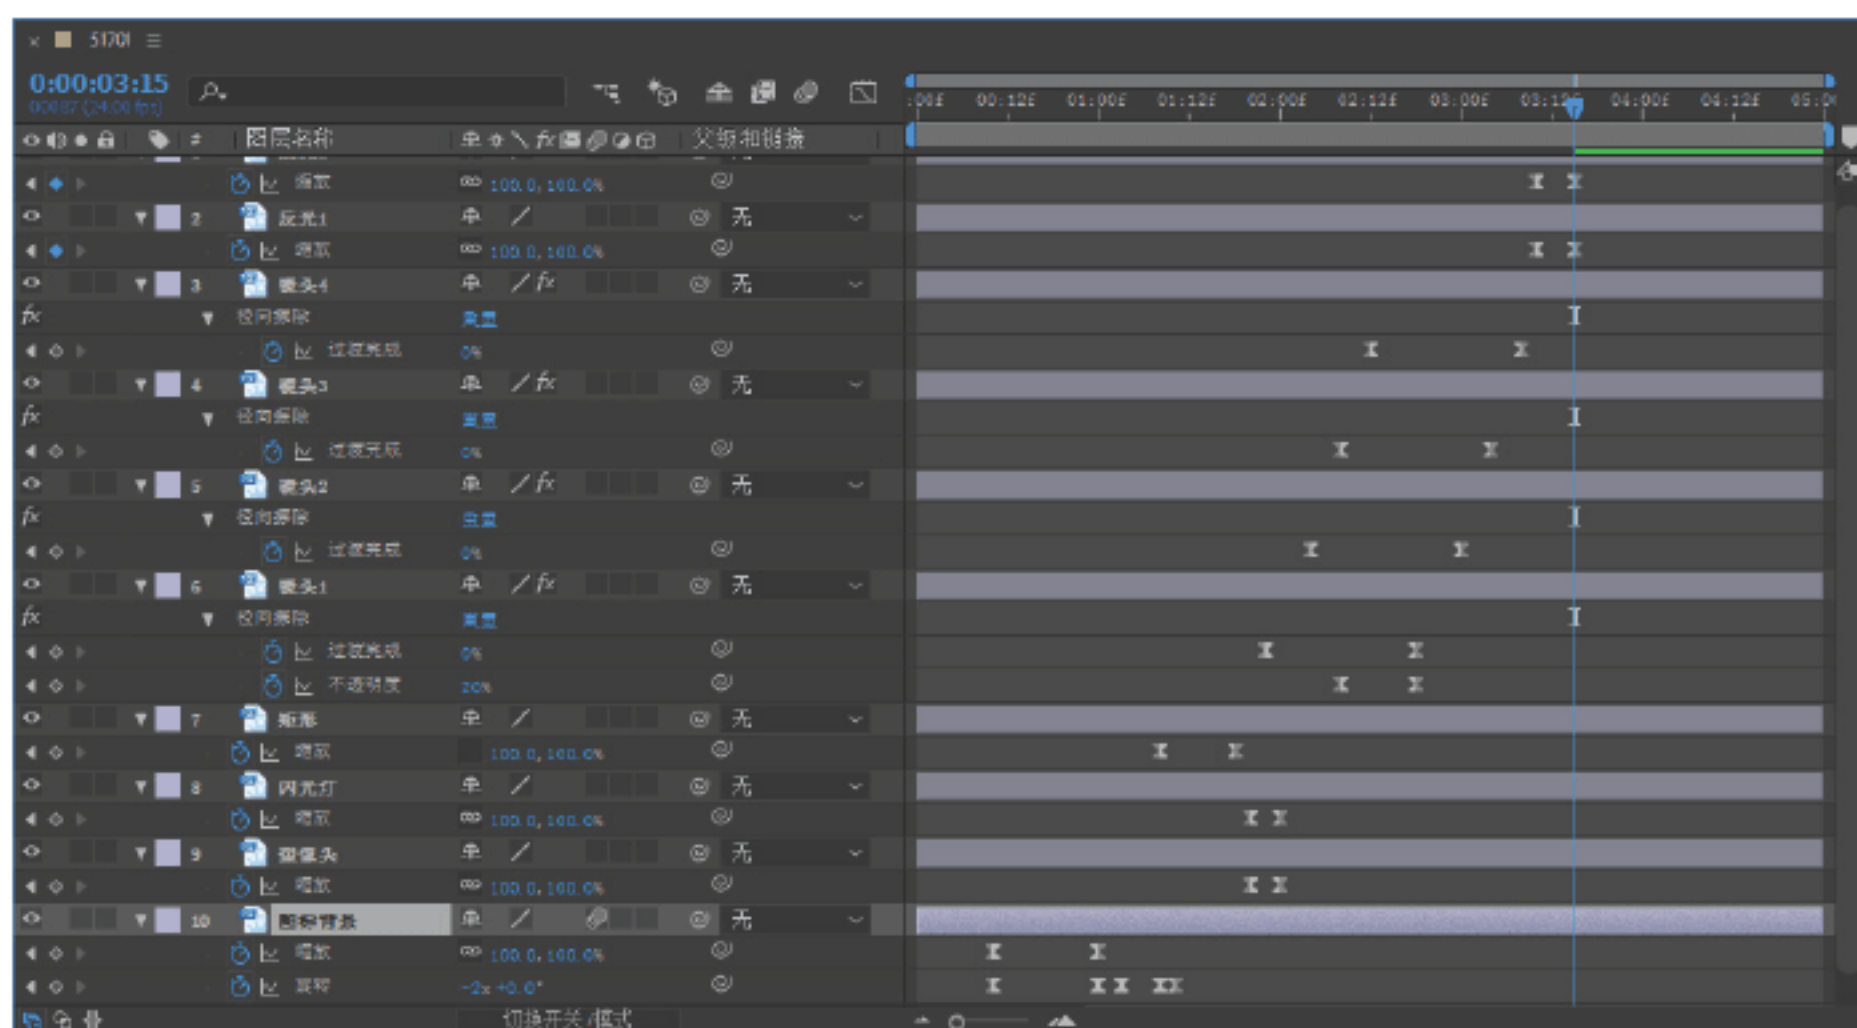 51701
0:00:03:15
00087 (24.00 fps)
:00f 00:12f 01:00f 01:12f 02:00f 02:12f 03:00f 03:12f 04:00f 04:12f 05:00
# 图层名称 父级和链接
缩放 100.0, 100.0%
2 反光1 无
缩放 100.0, 100.0%
3 镜头4 fx 无
fx 径向擦除 重置
过渡完成 0%
4 镜头3 fx 无
fx 径向擦除 重置
过渡完成 0%
5 镜头2 fx 无
fx 径向擦除 重置
过渡完成 0%
6 镜头1 fx 无
fx 径向擦除 重置
过渡完成 0%
不透明度 20%
7 矩形 无
缩放 100.0, 100.0%
8 闪光灯 无
缩放 100.0, 100.0%
9 摄像头 无
缩放 100.0, 100.0%
10 图标背景 无
缩放 100.0, 100.0%
旋转 -2x +0.0°
切换开关/模式